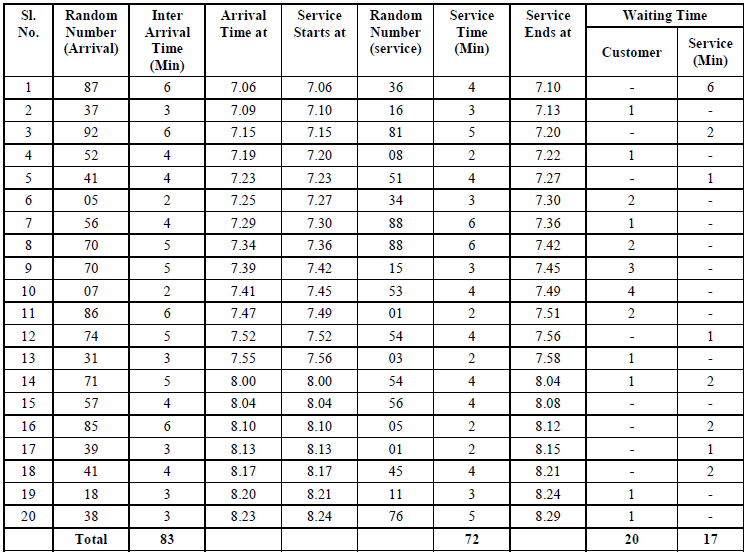 Sl. No. | Random Number (Arrival) | Inter Arrival Time (Min) | Arrival Time at | Service Starts at | Random Number (service) | Service Time (Min) | Service Ends at | Waiting Time
Customer | Service (Min)
1 | 87 | 6 | 7.06 | 7.06 | 36 | 4 | 7.10 | - | 6
2 | 37 | 3 | 7.09 | 7.10 | 16 | 3 | 7.13 | 1 | -
3 | 92 | 6 | 7.15 | 7.15 | 81 | 5 | 7.20 | - | 2
4 | 52 | 4 | 7.19 | 7.20 | 08 | 2 | 7.22 | 1 | -
5 | 41 | 4 | 7.23 | 7.23 | 51 | 4 | 7.27 | - | 1
6 | 05 | 2 | 7.25 | 7.27 | 34 | 3 | 7.30 | 2 | -
7 | 56 | 4 | 7.29 | 7.30 | 88 | 6 | 7.36 | 1 | -
8 | 70 | 5 | 7.34 | 7.36 | 88 | 6 | 7.42 | 2 | -
9 | 70 | 5 | 7.39 | 7.42 | 15 | 3 | 7.45 | 3 | -
10 | 07 | 2 | 7.41 | 7.45 | 53 | 4 | 7.49 | 4 | -
11 | 86 | 6 | 7.47 | 7.49 | 01 | 2 | 7.51 | 2 | -
12 | 74 | 5 | 7.52 | 7.52 | 54 | 4 | 7.56 | - | 1
13 | 31 | 3 | 7.55 | 7.56 | 03 | 2 | 7.58 | 1 | -
14 | 71 | 5 | 8.00 | 8.00 | 54 | 4 | 8.04 | 1 | 2
15 | 57 | 4 | 8.04 | 8.04 | 56 | 4 | 8.08 | - | -
16 | 85 | 6 | 8.10 | 8.10 | 05 | 2 | 8.12 | - | 2
17 | 39 | 3 | 8.13 | 8.13 | 01 | 2 | 8.15 | - | 1
18 | 41 | 4 | 8.17 | 8.17 | 45 | 4 | 8.21 | - | 2
19 | 18 | 3 | 8.20 | 8.21 | 11 | 3 | 8.24 | 1 | -
20 | 38 | 3 | 8.23 | 8.24 | 76 | 5 | 8.29 | 1 | -
Total | 83 | 72 | 20 | 17